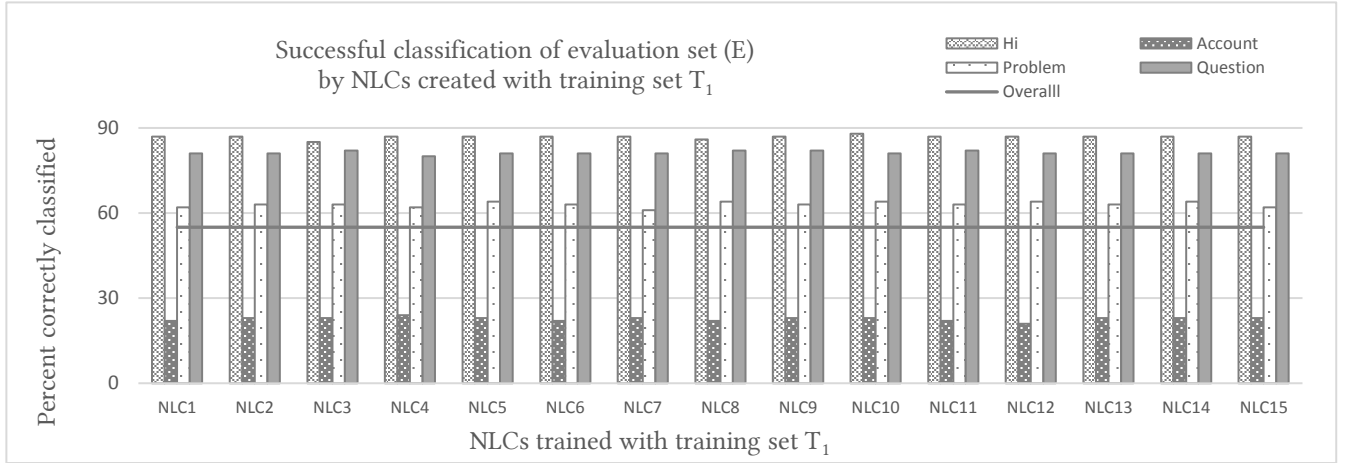 Successful classification of evaluation set (E)
by NLCs created with training set T₁
Hi
Account
Problem
Question
Overalll
Percent correctly classified
90
60
30
0
NLC1 NLC2 NLC3 NLC4 NLC5 NLC6 NLC7 NLC8 NLC9 NLC10 NLC11 NLC12 NLC13 NLC14 NLC15
NLCs trained with training set T₁